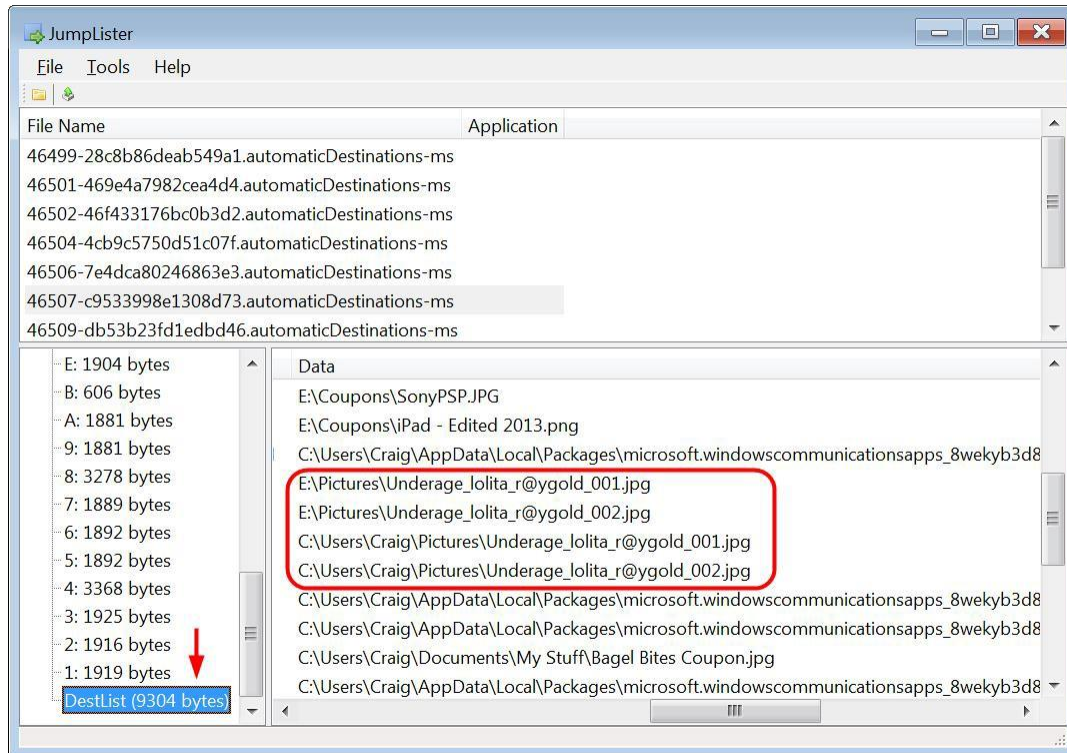 JumpLister
File Tools Help
File Name Application
46499-28c8b86deab549a1.automaticDestinations-ms
46501-469e4a7982cea4d4.automaticDestinations-ms
46502-46f433176bc0b3d2.automaticDestinations-ms
46504-4cb9c5750d51c07f.automaticDestinations-ms
46506-7e4dca80246863e3.automaticDestinations-ms
46507-c9533998e1308d73.automaticDestinations-ms
46509-db53b23fd1edbd46.automaticDestinations-ms
E: 1904 bytes
B: 606 bytes
A: 1881 bytes
9: 1881 bytes
8: 3278 bytes
7: 1889 bytes
6: 1892 bytes
5: 1892 bytes
4: 3368 bytes
3: 1925 bytes
2: 1916 bytes
1: 1919 bytes
DestList (9304 bytes)
Data
E:\Coupons\SonyPSP.JPG
E:\Coupons\iPad - Edited 2013.png
C:\Users\Craig\AppData\Local\Packages\microsoft.windowscommunicationsapps_8wekyb3d8
E:\Pictures\Underage_lolita_r@ygold_001.jpg
E:\Pictures\Underage_lolita_r@ygold_002.jpg
C:\Users\Craig\Pictures\Underage_lolita_r@ygold_001.jpg
C:\Users\Craig\Pictures\Underage_lolita_r@ygold_002.jpg
C:\Users\Craig\AppData\Local\Packages\microsoft.windowscommunicationsapps_8wekyb3d8
C:\Users\Craig\AppData\Local\Packages\microsoft.windowscommunicationsapps_8wekyb3d8
C:\Users\Craig\Documents\My Stuff\Bagel Bites Coupon.jpg
C:\Users\Craig\AppData\Local\Packages\microsoft.windowscommunicationsapps_8wekyb3d8